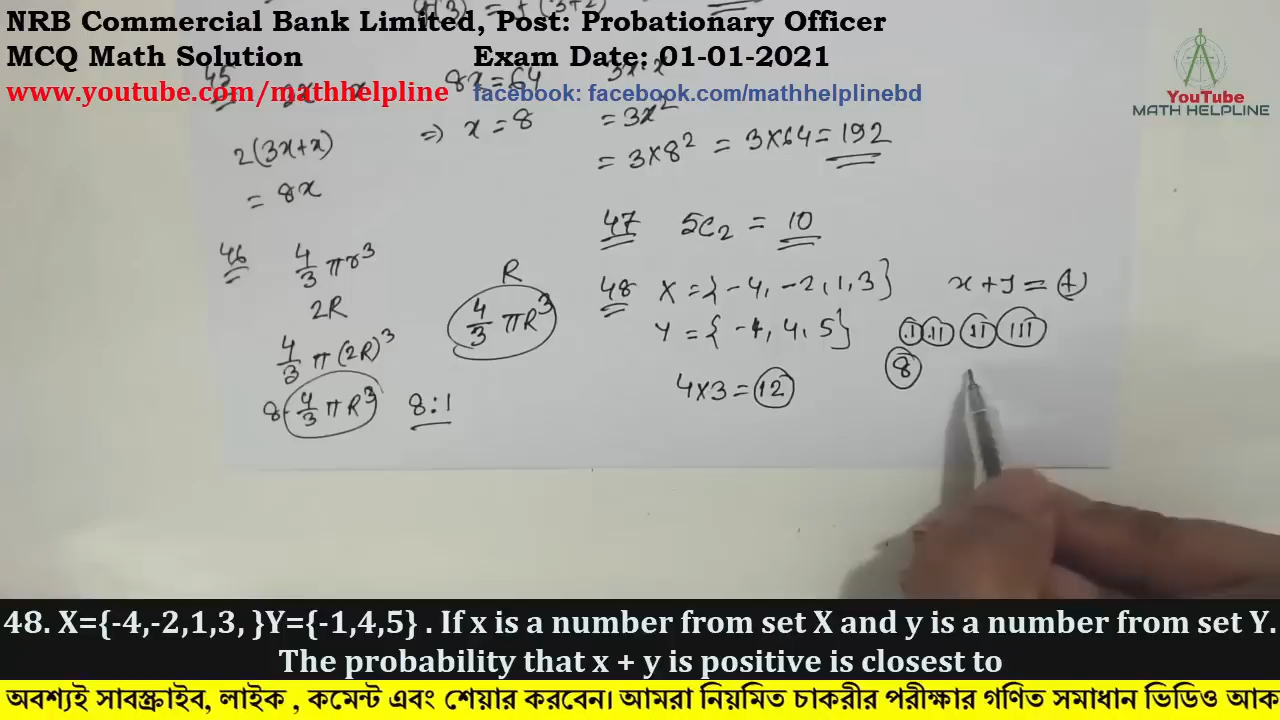 NRB Commercial Bank Limited, Post: Probationary Officer
MCQ Math Solution Exam Date: 01-01-2021
www.youtube.com/mathhelpline facebook: facebook.com/mathhelplinebd
YouTube
MATH HELPLINE
45 3x x
2(3x+x)
= 8x
8x = 64
⇒ x = 8
3x·x
= 3x²
= 3×8² = 3×64 = 192
46 4/3 πr³
2R
4/3 π(2R)³
8·4/3 πR³ 8:1
R
4/3 πR³
47 5C₂ = 10
48 X = {-4, -2, 1, 3} x + y = +
Y = {-1, 4, 5}
4×3 = 12
8
48. X={-4,-2,1,3, }Y={-1,4,5} . If x is a number from set X and y is a number from set Y.
The probability that x + y is positive is closest to
অবশ্যই সাবস্ক্রাইব, লাইক , কমেন্ট এবং শেয়ার করবেন। আমরা নিয়মিত চাকরীর পরীক্ষার গণিত সমাধান ভিডিও আক